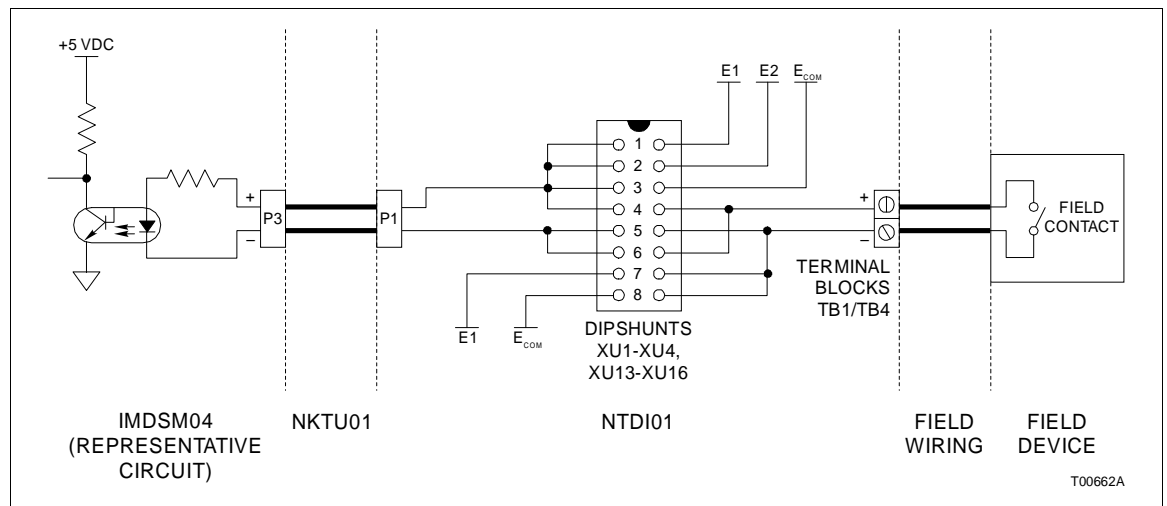 +5 VDC
E1 E2 ECOM
1
2
3
4
5
6
7
8
+
−
P3
P1
+
−
FIELD
CONTACT
TERMINAL
BLOCKS
TB1/TB4
E1
ECOM
DIPSHUNTS
XU1-XU4,
XU13-XU16
IMDSM04
(REPRESENTATIVE
CIRCUIT)
NKTU01
NTDI01
FIELD
WIRING
FIELD
DEVICE
T00662A